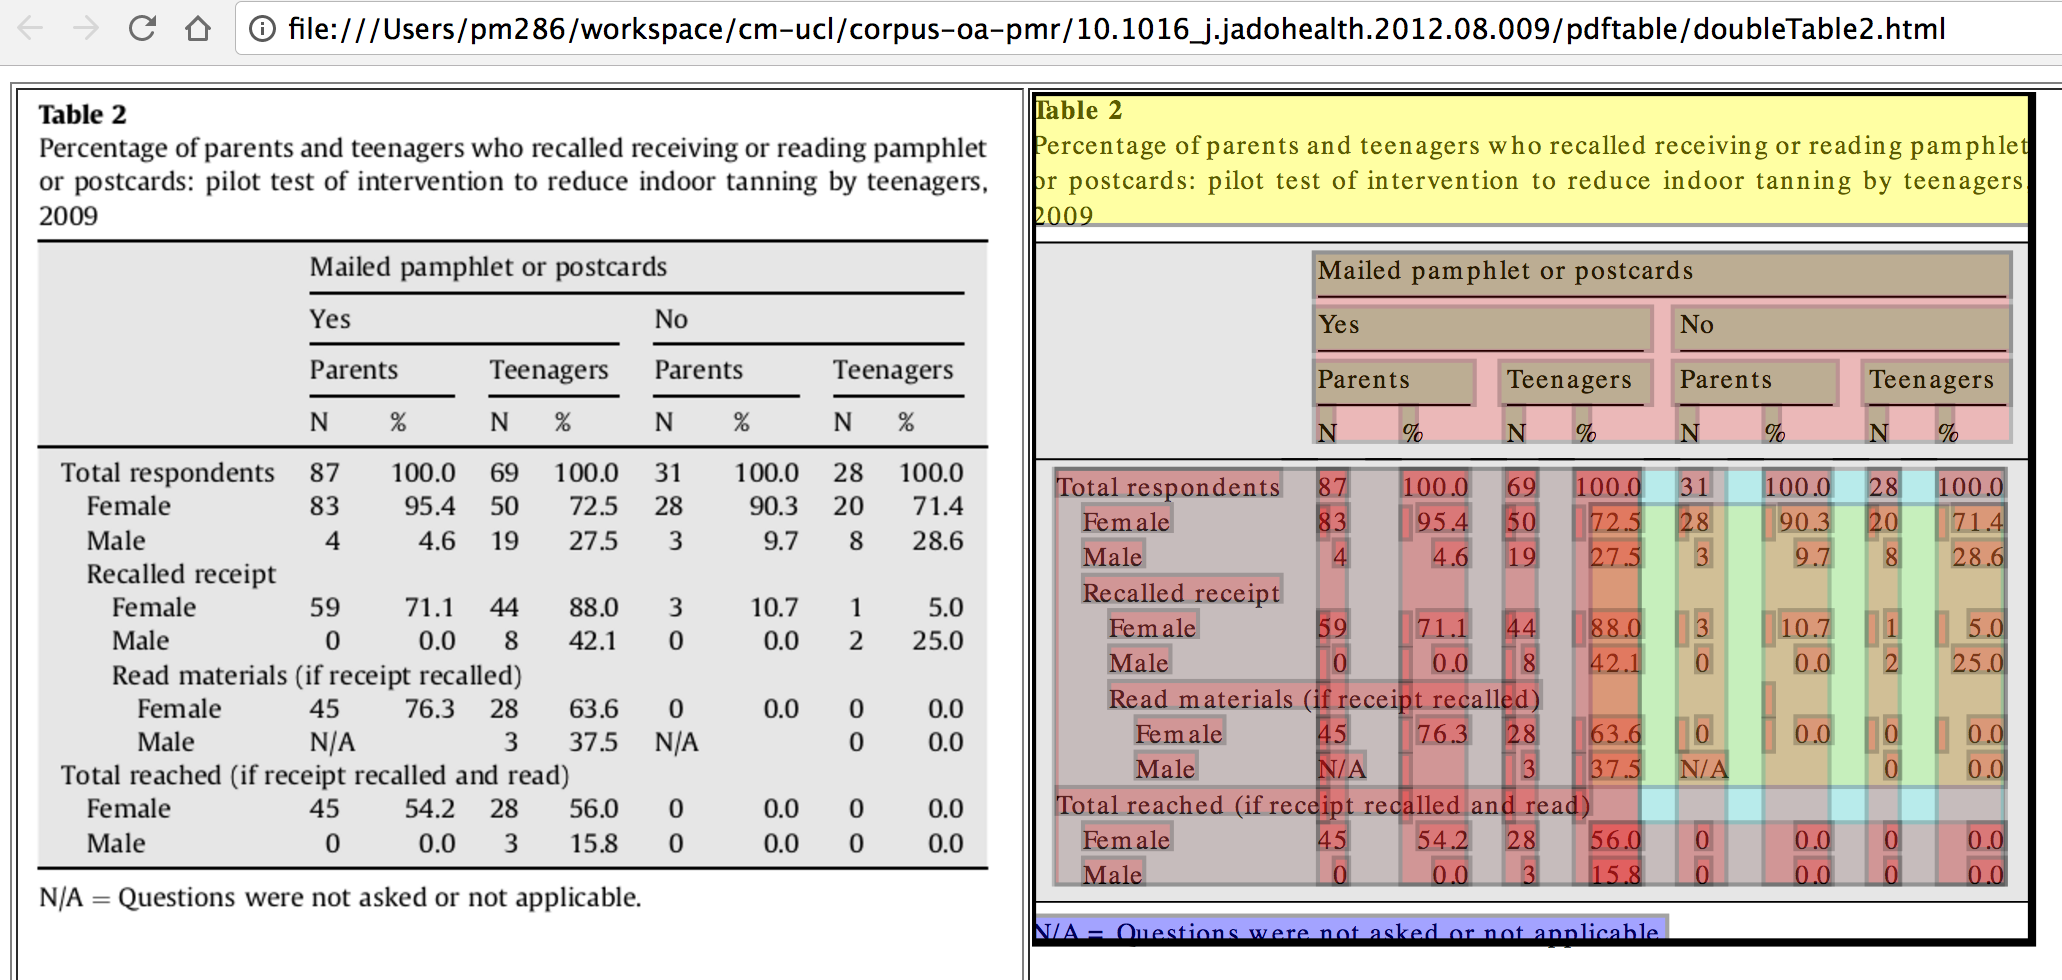 file:///Users/pm286/workspace/cm-ucl/corpus-oa-pmr/10.1016_j.jadohealth.2012.08.009/pdftable/doubleTable2.html
Table 2
Percentage of parents and teenagers who recalled receiving or reading pamphlet
or postcards: pilot test of intervention to reduce indoor tanning by teenagers,
2009
Mailed pamphlet or postcards
Yes No
Parents Teenagers Parents Teenagers
N % N % N % N %
Total respondents 87 100.0 69 100.0 31 100.0 28 100.0
Female 83 95.4 50 72.5 28 90.3 20 71.4
Male 4 4.6 19 27.5 3 9.7 8 28.6
Recalled receipt
Female 59 71.1 44 88.0 3 10.7 1 5.0
Male 0 0.0 8 42.1 0 0.0 2 25.0
Read materials (if receipt recalled)
Female 45 76.3 28 63.6 0 0.0 0 0.0
Male N/A 3 37.5 N/A 0 0.0
Total reached (if receipt recalled and read)
Female 45 54.2 28 56.0 0 0.0 0 0.0
Male 0 0.0 3 15.8 0 0.0 0 0.0
N/A = Questions were not asked or not applicable.
Table 2
Percentage of parents and teenagers who recalled receiving or reading pamphlet
or postcards: pilot test of intervention to reduce indoor tanning by teenagers,
2009
Mailed pamphlet or postcards
Yes No
Parents Teenagers Parents Teenagers
N % N % N % N %
Total respondents 87 100.0 69 100.0 31 100.0 28 100.0
Female 83 95.4 50 72.5 28 90.3 20 71.4
Male 4 4.6 19 27.5 3 9.7 8 28.6
Recalled receipt
Female 59 71.1 44 88.0 3 10.7 1 5.0
Male 0 0.0 8 42.1 0 0.0 2 25.0
Read materials (if receipt recalled)
Female 45 76.3 28 63.6 0 0.0 0 0.0
Male N/A 3 37.5 N/A 0 0.0
Total reached (if receipt recalled and read)
Female 45 54.2 28 56.0 0 0.0 0 0.0
Male 0 0.0 3 15.8 0 0.0 0 0.0
N/A = Questions were not asked or not applicable.